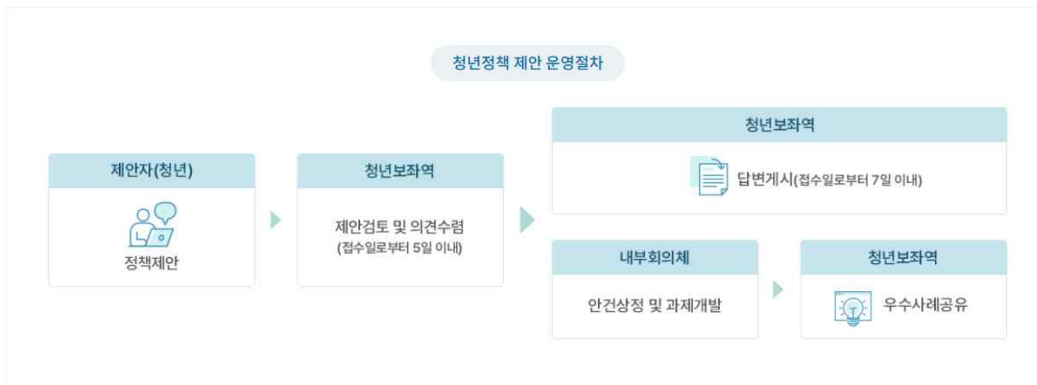 청년정책 제안 운영절차
제안자(청년)
정책제안
청년보좌역
제안검토 및 의견수렴
(접수일로부터 5일 이내)
청년보좌역
답변게시(접수일로부터 7일 이내)
내부회의체
안건상정 및 과제개발
청년보좌역
우수사례공유